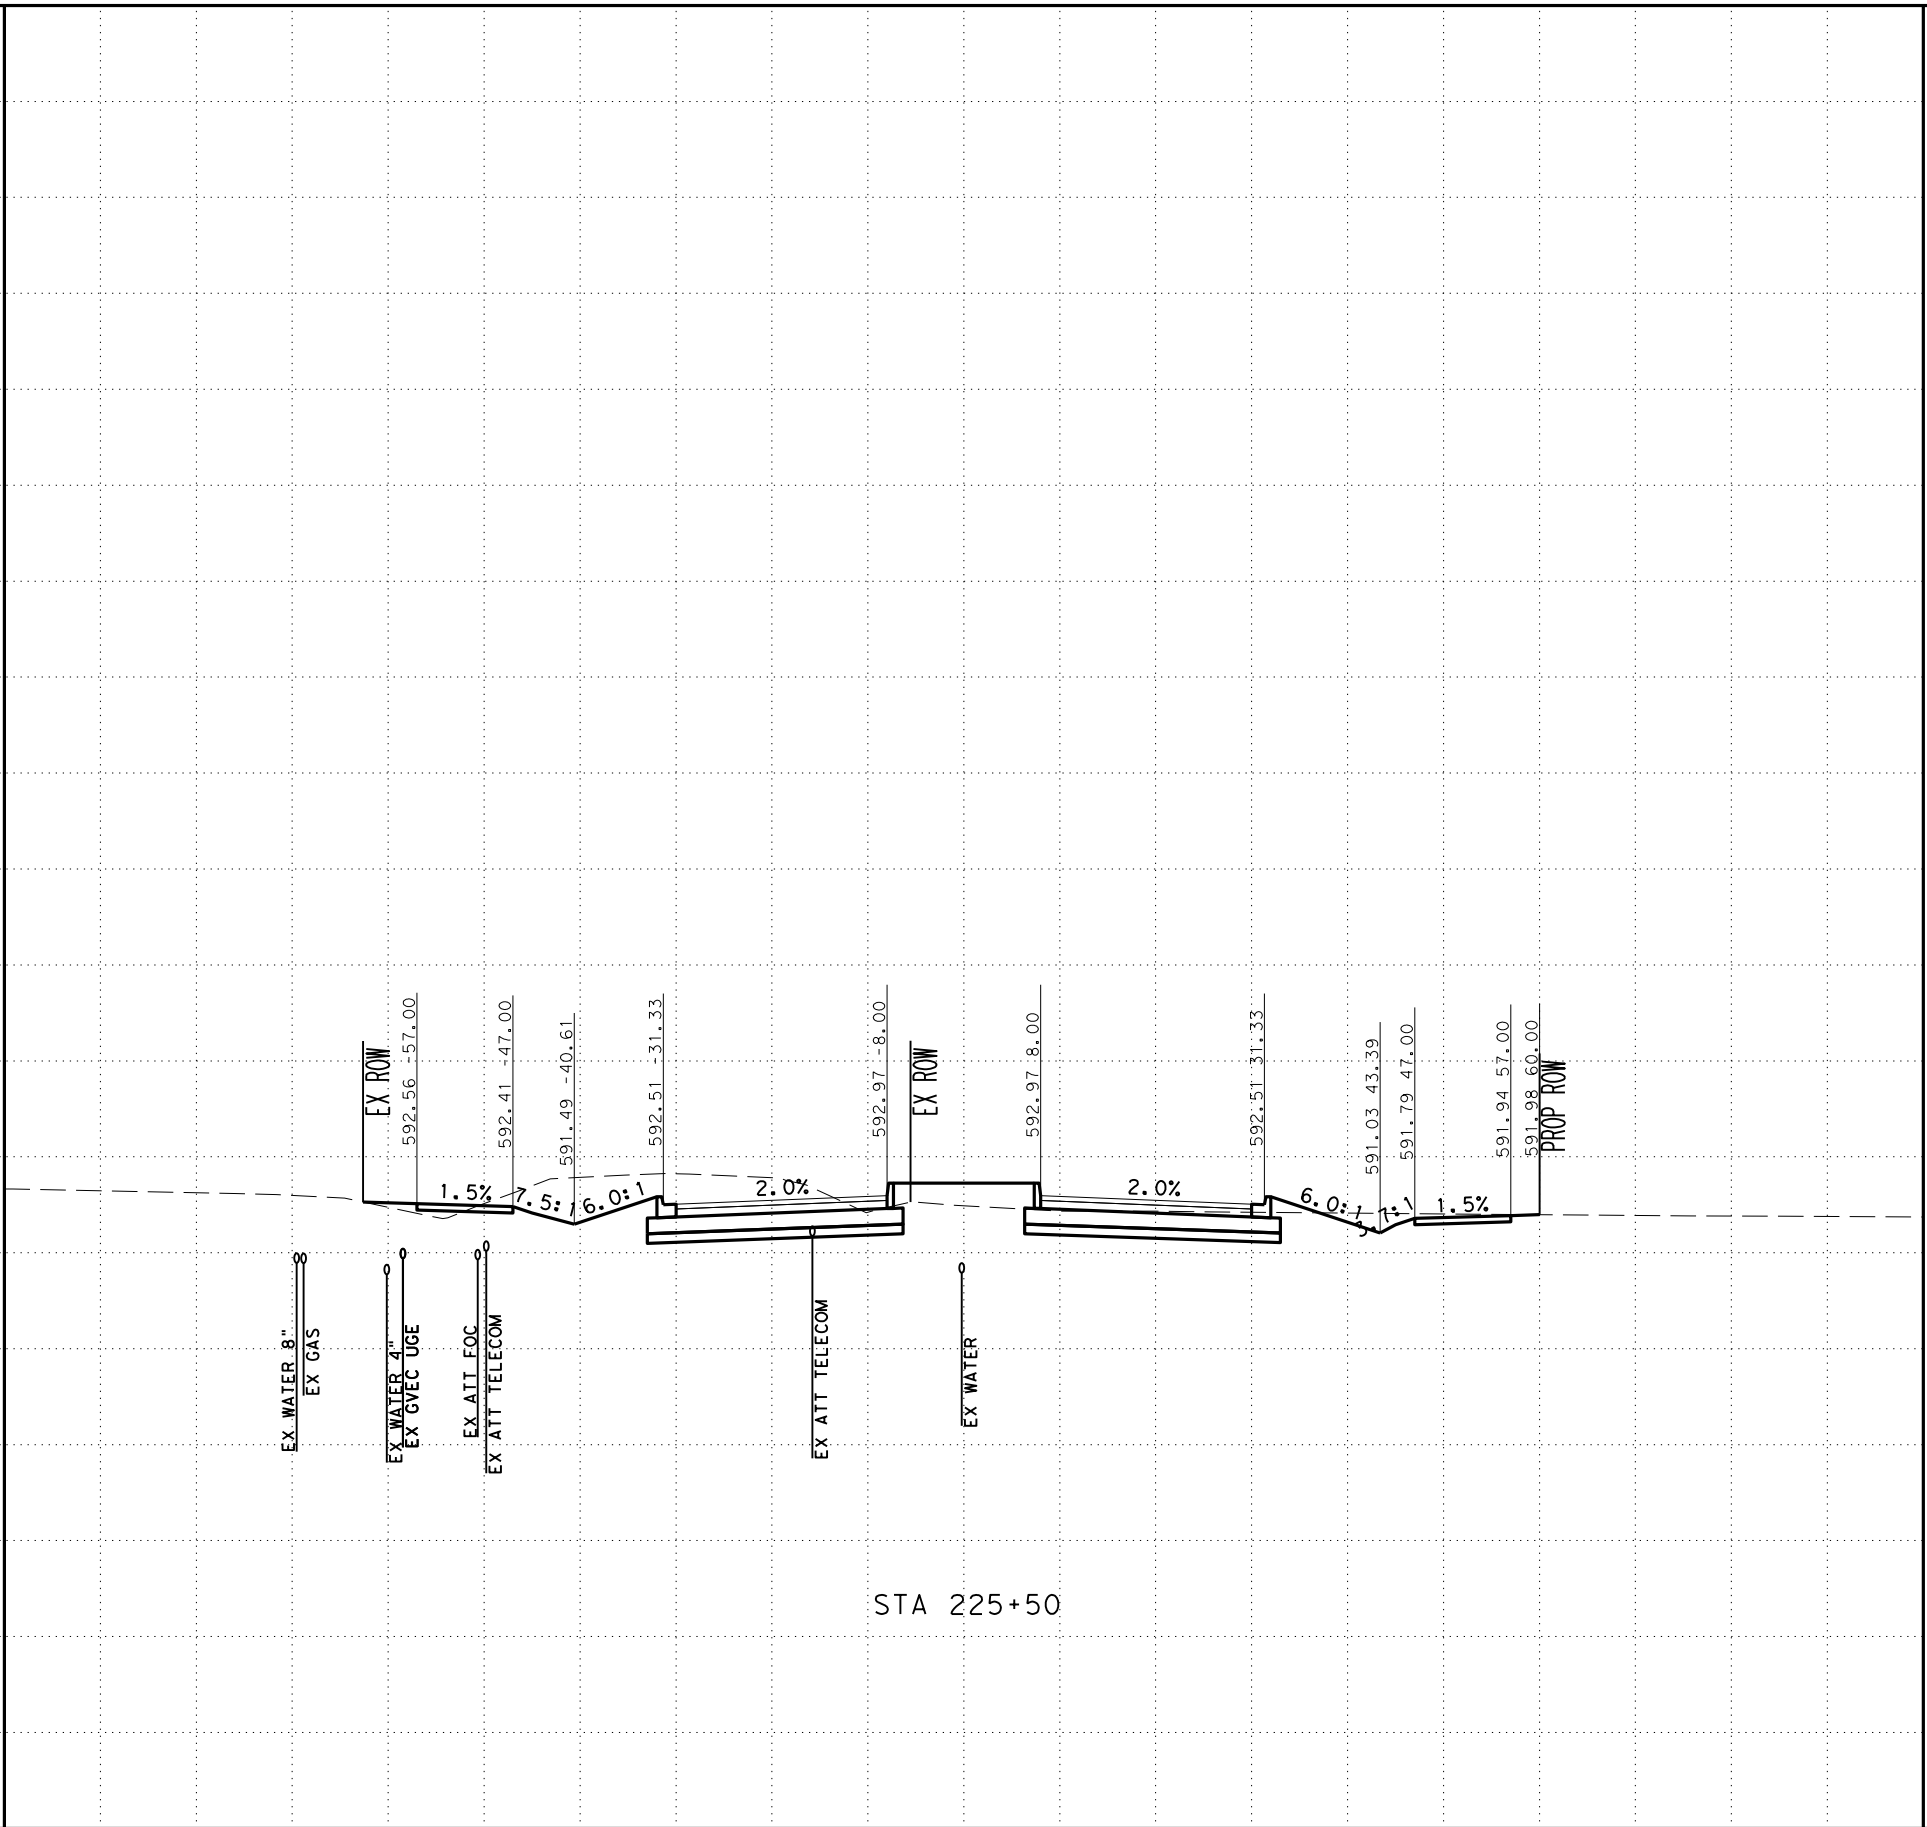 EX ROW
592.56 -57.00
592.41 -47.00
591.49 -40.61
592.51 -31.33
592.97 -8.00
EX ROW
592.97 8.00
592.51 31.33
591.03 43.39
591.79 47.00
591.94 57.00
591.98 60.00
PROP ROW
1.5%
7.5:1
6.0:1
2.0%
2.0%
6.0:1
3.7:1
1.5%
EX WATER 8"
EX GAS
EX WATER 4"
EX GVEC UGE
EX ATT FOC
EX ATT TELECOM
EX ATT TELECOM
EX WATER
STA 225+50